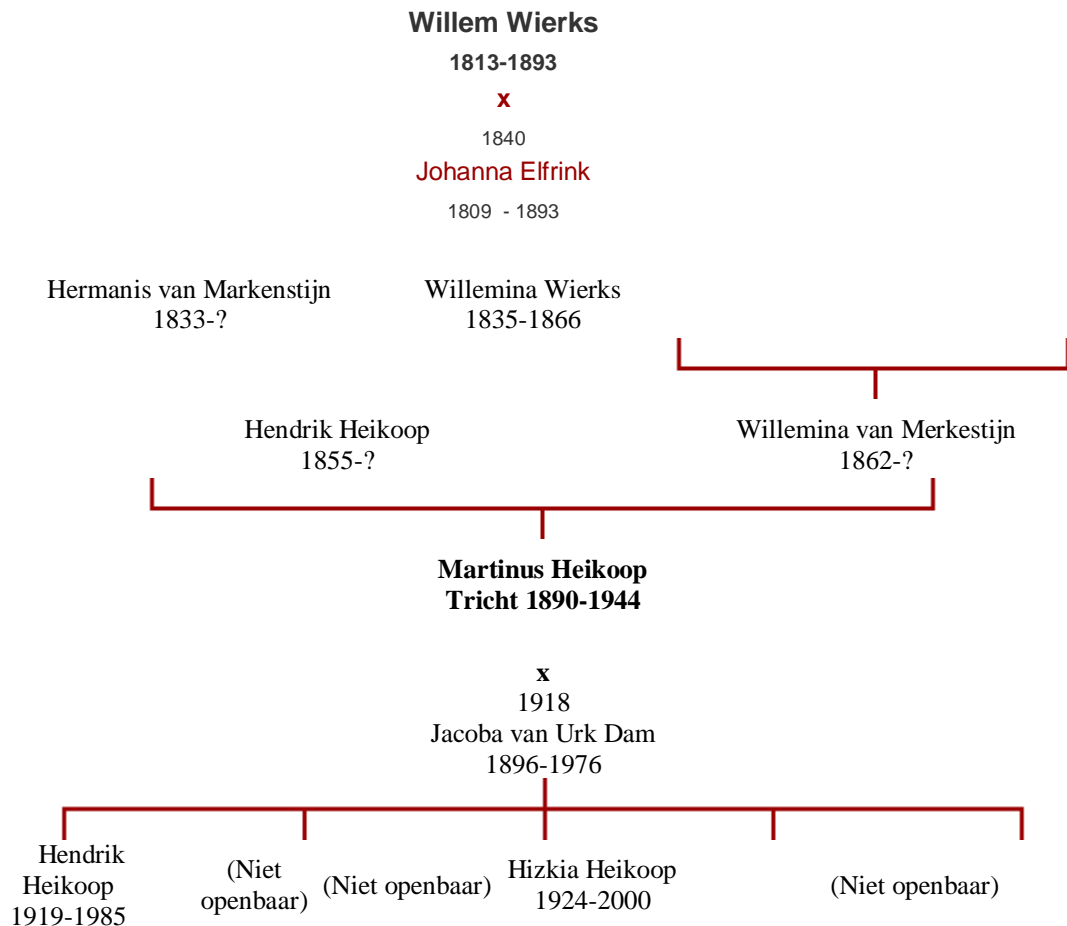 Willem Wierks
1813-1893
x
1840
Johanna Elfrink
1809 - 1893
Hermanis van Markenstijn
1833-?
Willemina Wierks
1835-1866
Hendrik Heikoop
1855-?
Willemina van Merkestijn
1862-?
Martinus Heikoop
Tricht 1890-1944
x
1918
Jacoba van Urk Dam
1896-1976
Hendrik
Heikoop
1919-1985
(Niet
openbaar)
(Niet openbaar)
Hizkia Heikoop
1924-2000
(Niet openbaar)